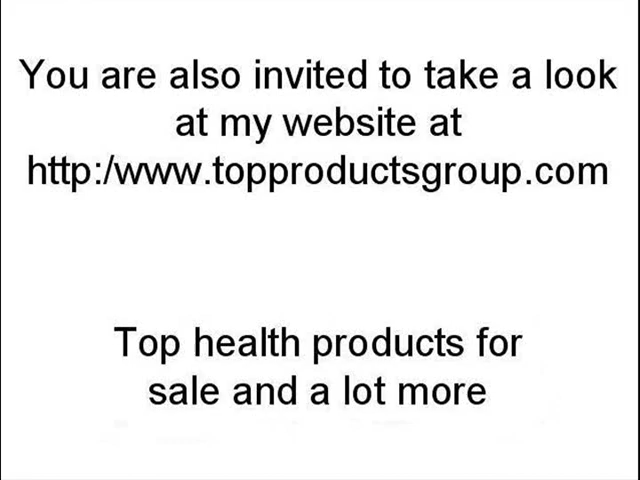 You are also invited to take a look
at my website at
http:/www.topproductsgroup.com
Top health products for
sale and a lot more